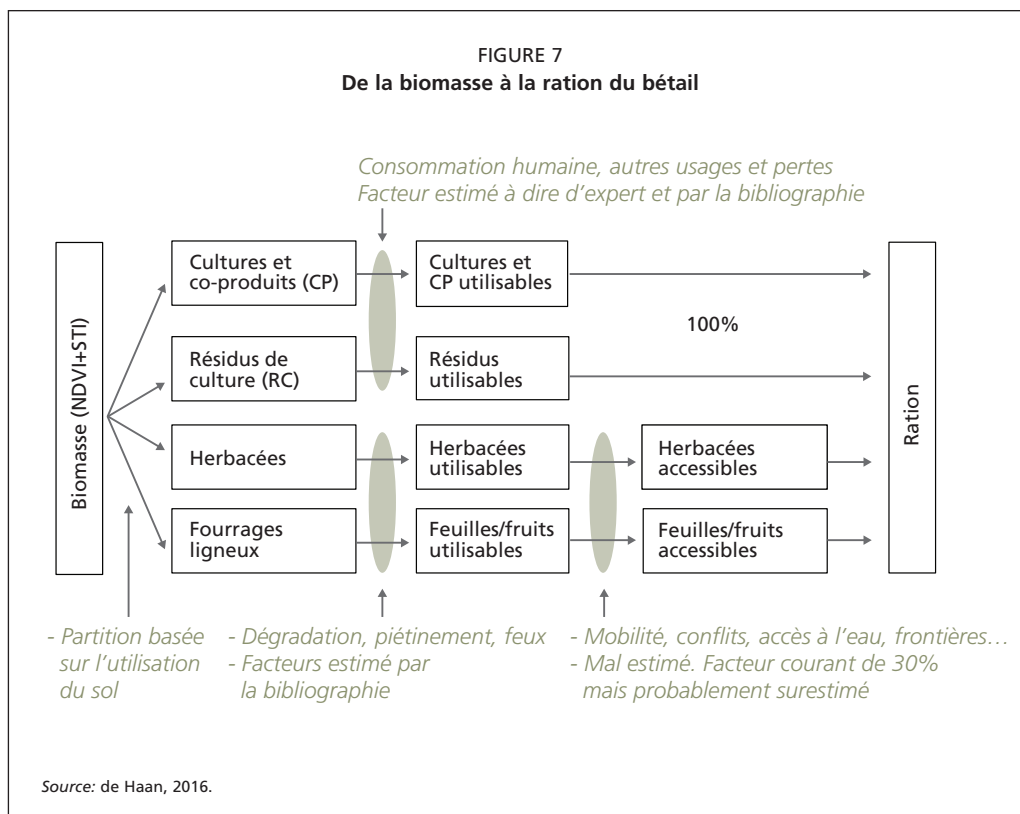 FIGURE 7
De la biomasse à la ration du bétail
Consommation humaine, autres usages et pertes
Facteur estimé à dire d'expert et par la bibliographie
Biomasse (NDVI+STI)
Cultures et
co-produits (CP)
Cultures et
CP utilisables
100%
Résidus de
culture (RC)
Résidus
utilisables
Herbacées
Herbacées
utilisables
Herbacées
accessibles
Fourrages
ligneux
Feuilles/fruits
utilisables
Feuilles/fruits
accessibles
Ration
- Partition basée
sur l'utilisation
du sol
- Dégradation, piétinement, feux
- Facteurs estimé par
la bibliographie
- Mobilité, conflits, accès à l'eau, frontières…
- Mal estimé. Facteur courant de 30%
mais probablement surestimé
Source: de Haan, 2016.